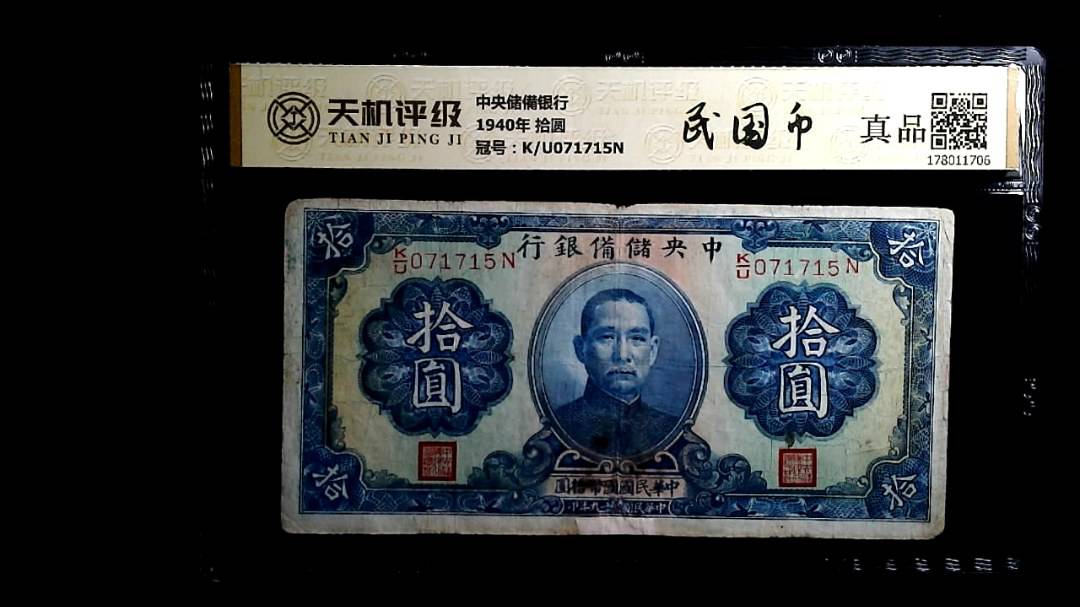 天机评级
TIAN JI PING JI
中央储備银行
1940年 拾圆
冠号：K/U071715N
民国币
真品
178011706
行銀備儲央中
K/U071715N
K/U071715N
拾
拾
拾圓
拾圓
圓拾幣國國民華中
拾
拾